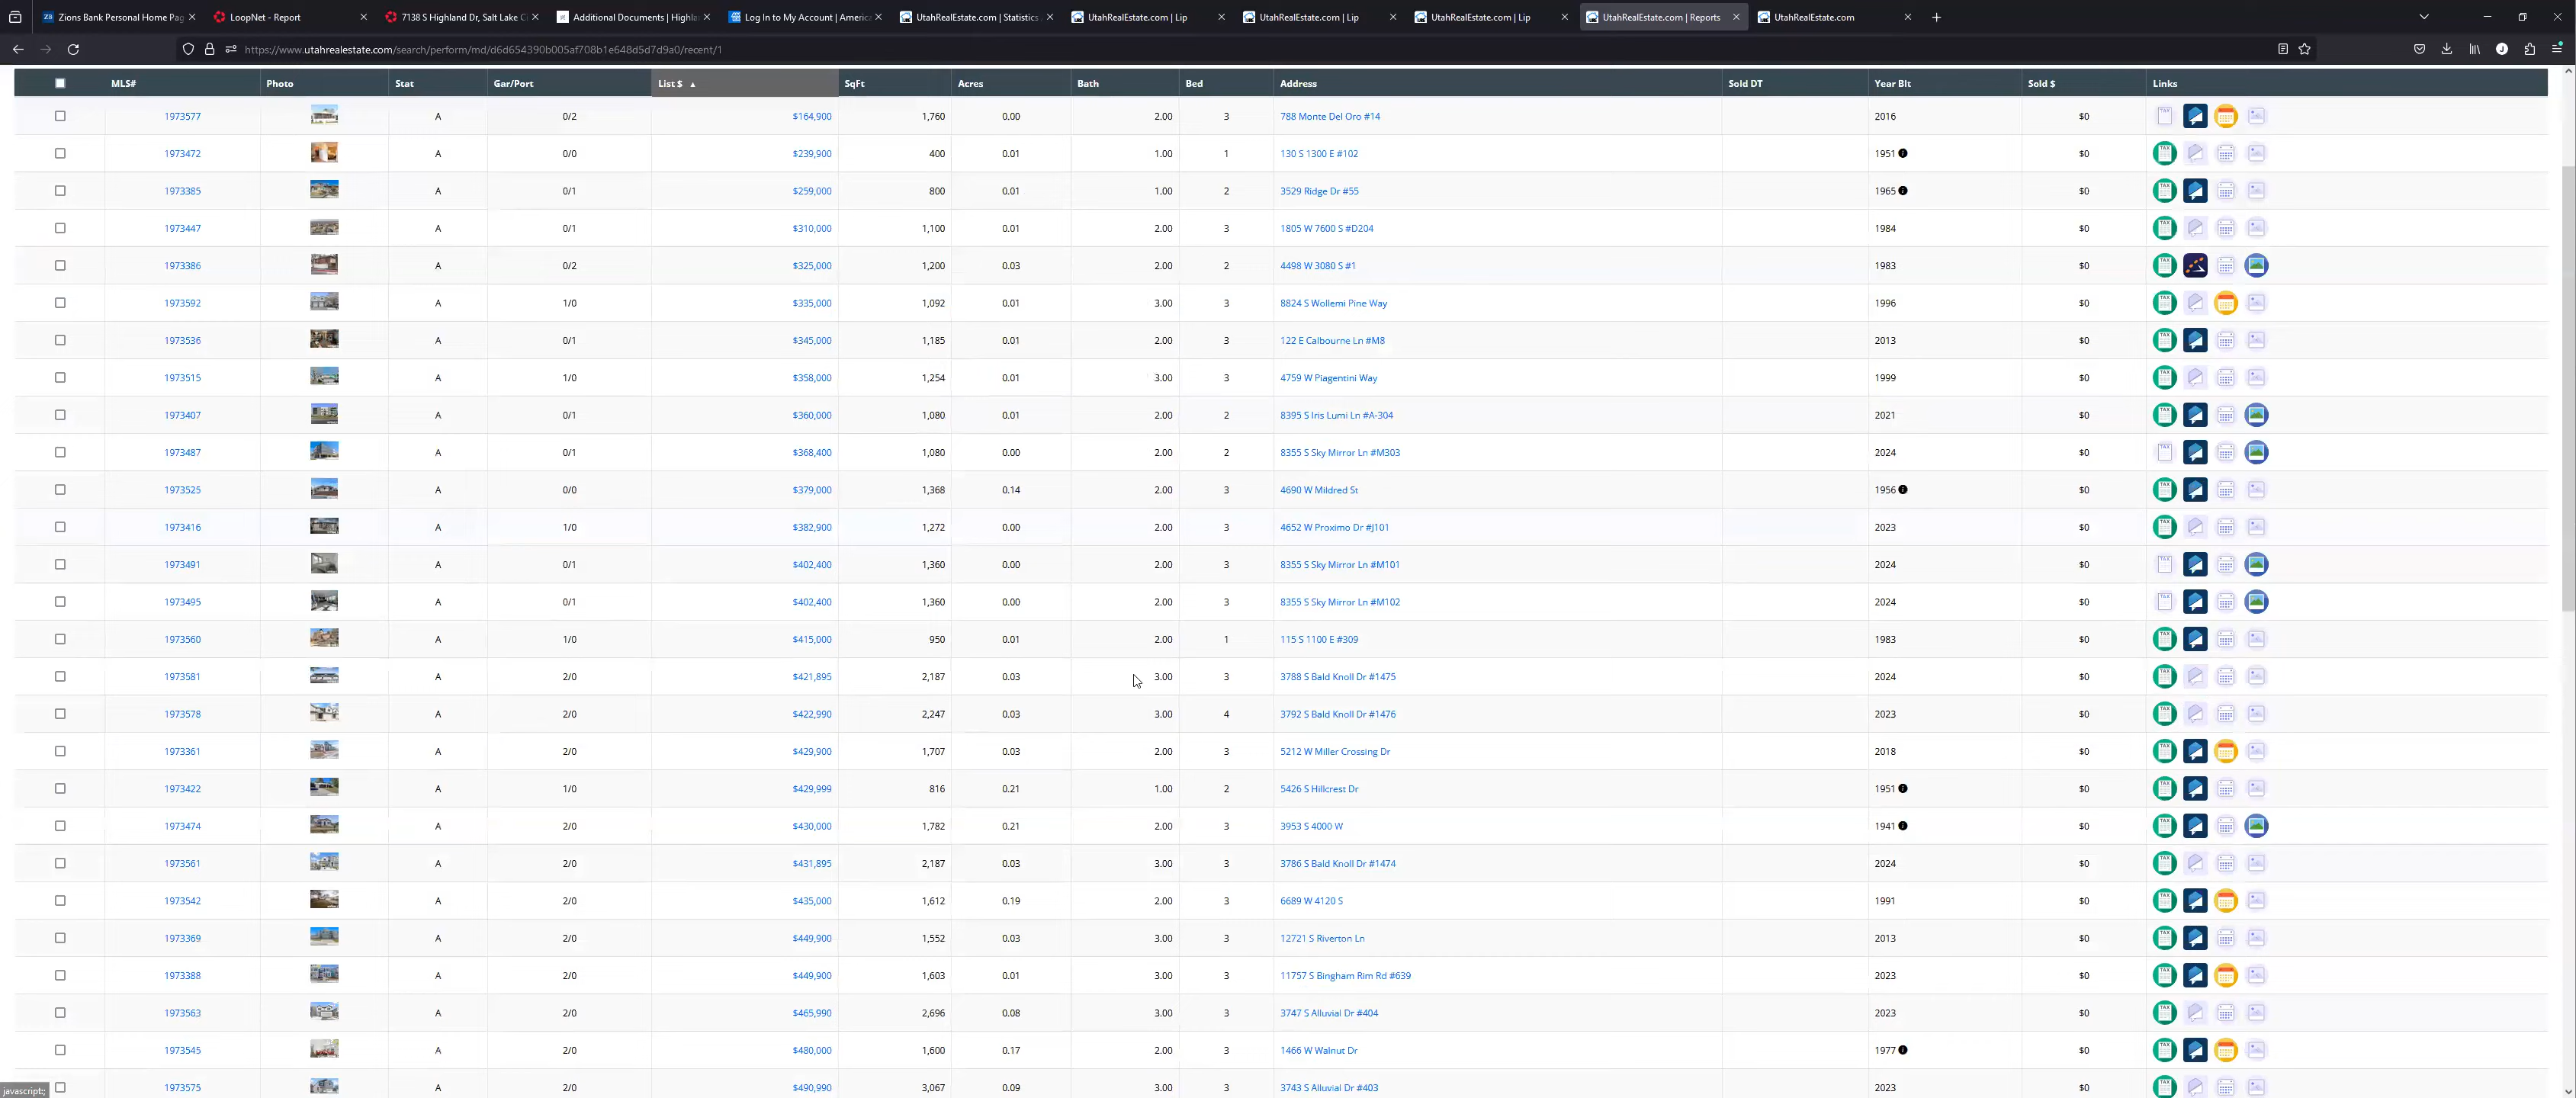 Zions Bank Personal Home Pag
LoopNet - Report
7138 S Highland Dr, Salt Lake Ci
Additional Documents | Highla
Log In to My Account | America
UtahRealEstate.com | Statistics
UtahRealEstate.com | Lip
UtahRealEstate.com | Lip
UtahRealEstate.com | Lip
UtahRealEstate.com | Reports
UtahRealEstate.com
https://www.utahrealestate.com/search/perform/md/d6d654390b005af708b1e648d5d7d9a0/recent/1
MLS# Photo Stat Gar/Port List $ ▲ SqFt Acres Bath Bed Address Sold DT Year Blt Sold $ Links
1973577 A 0/2 $164,900 1,760 0.00 2.00 3 788 Monte Del Oro #14 2016 $0
1973472 A 0/0 $239,900 400 0.01 1.00 1 130 S 1300 E #102 1951 $0
1973385 A 0/1 $259,000 800 0.01 1.00 2 3529 Ridge Dr #55 1965 $0
1973447 A 0/1 $310,000 1,100 0.01 2.00 3 1805 W 7600 S #D204 1984 $0
1973386 A 0/2 $325,000 1,200 0.03 2.00 2 4498 W 3080 S #1 1983 $0
1973592 A 1/0 $335,000 1,092 0.01 3.00 3 8824 S Wollemi Pine Way 1996 $0
1973536 A 0/1 $345,000 1,185 0.01 2.00 3 122 E Calbourne Ln #M8 2013 $0
1973515 A 1/0 $358,000 1,254 0.01 3.00 3 4759 W Piagentini Way 1999 $0
1973407 A 0/1 $360,000 1,080 0.01 2.00 2 8395 S Iris Lumi Ln #A-304 2021 $0
1973487 A 0/1 $368,400 1,080 0.00 2.00 2 8355 S Sky Mirror Ln #M303 2024 $0
1973525 A 0/0 $379,000 1,368 0.14 2.00 3 4690 W Mildred St 1956 $0
1973416 A 1/0 $382,900 1,272 0.00 2.00 3 4652 W Proximo Dr #J101 2023 $0
1973491 A 0/1 $402,400 1,360 0.00 2.00 3 8355 S Sky Mirror Ln #M101 2024 $0
1973495 A 0/1 $402,400 1,360 0.00 2.00 3 8355 S Sky Mirror Ln #M102 2024 $0
1973560 A 1/0 $415,000 950 0.01 2.00 1 115 S 1100 E #309 1983 $0
1973581 A 2/0 $421,895 2,187 0.03 3.00 3 3788 S Bald Knoll Dr #1475 2024 $0
1973578 A 2/0 $422,990 2,247 0.03 3.00 4 3792 S Bald Knoll Dr #1476 2023 $0
1973361 A 2/0 $429,900 1,707 0.03 2.00 3 5212 W Miller Crossing Dr 2018 $0
1973422 A 1/0 $429,999 816 0.21 1.00 2 5426 S Hillcrest Dr 1951 $0
1973474 A 2/0 $430,000 1,782 0.21 2.00 3 3953 S 4000 W 1941 $0
1973561 A 2/0 $431,895 2,187 0.03 3.00 3 3786 S Bald Knoll Dr #1474 2024 $0
1973542 A 2/0 $435,000 1,612 0.19 2.00 3 6689 W 4120 S 1991 $0
1973369 A 2/0 $449,900 1,552 0.03 3.00 3 12721 S Riverton Ln 2013 $0
1973388 A 2/0 $449,900 1,603 0.01 3.00 3 11757 S Bingham Rim Rd #639 2023 $0
1973563 A 2/0 $465,990 2,696 0.08 3.00 3 3747 S Alluvial Dr #404 2023 $0
1973545 A 2/0 $480,000 1,600 0.17 2.00 3 1466 W Walnut Dr 1977 $0
1973575 A 2/0 $490,990 3,067 0.09 3.00 3 3743 S Alluvial Dr #403 2023 $0
javascript:;